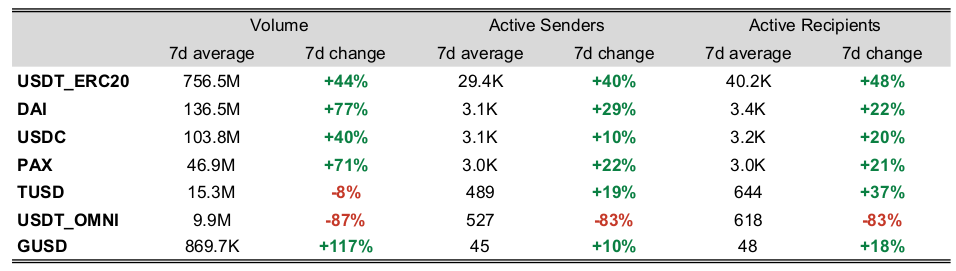 Volume Active Senders Active Recipients
7d average 7d change 7d average 7d change 7d average 7d change
USDT_ERC20 756.5M +44% 29.4K +40% 40.2K +48%
DAI 136.5M +77% 3.1K +29% 3.4K +22%
USDC 103.8M +40% 3.1K +10% 3.2K +20%
PAX 46.9M +71% 3.0K +22% 3.0K +21%
TUSD 15.3M -8% 489 +19% 644 +37%
USDT_OMNI 9.9M -87% 527 -83% 618 -83%
GUSD 869.7K +117% 45 +10% 48 +18%